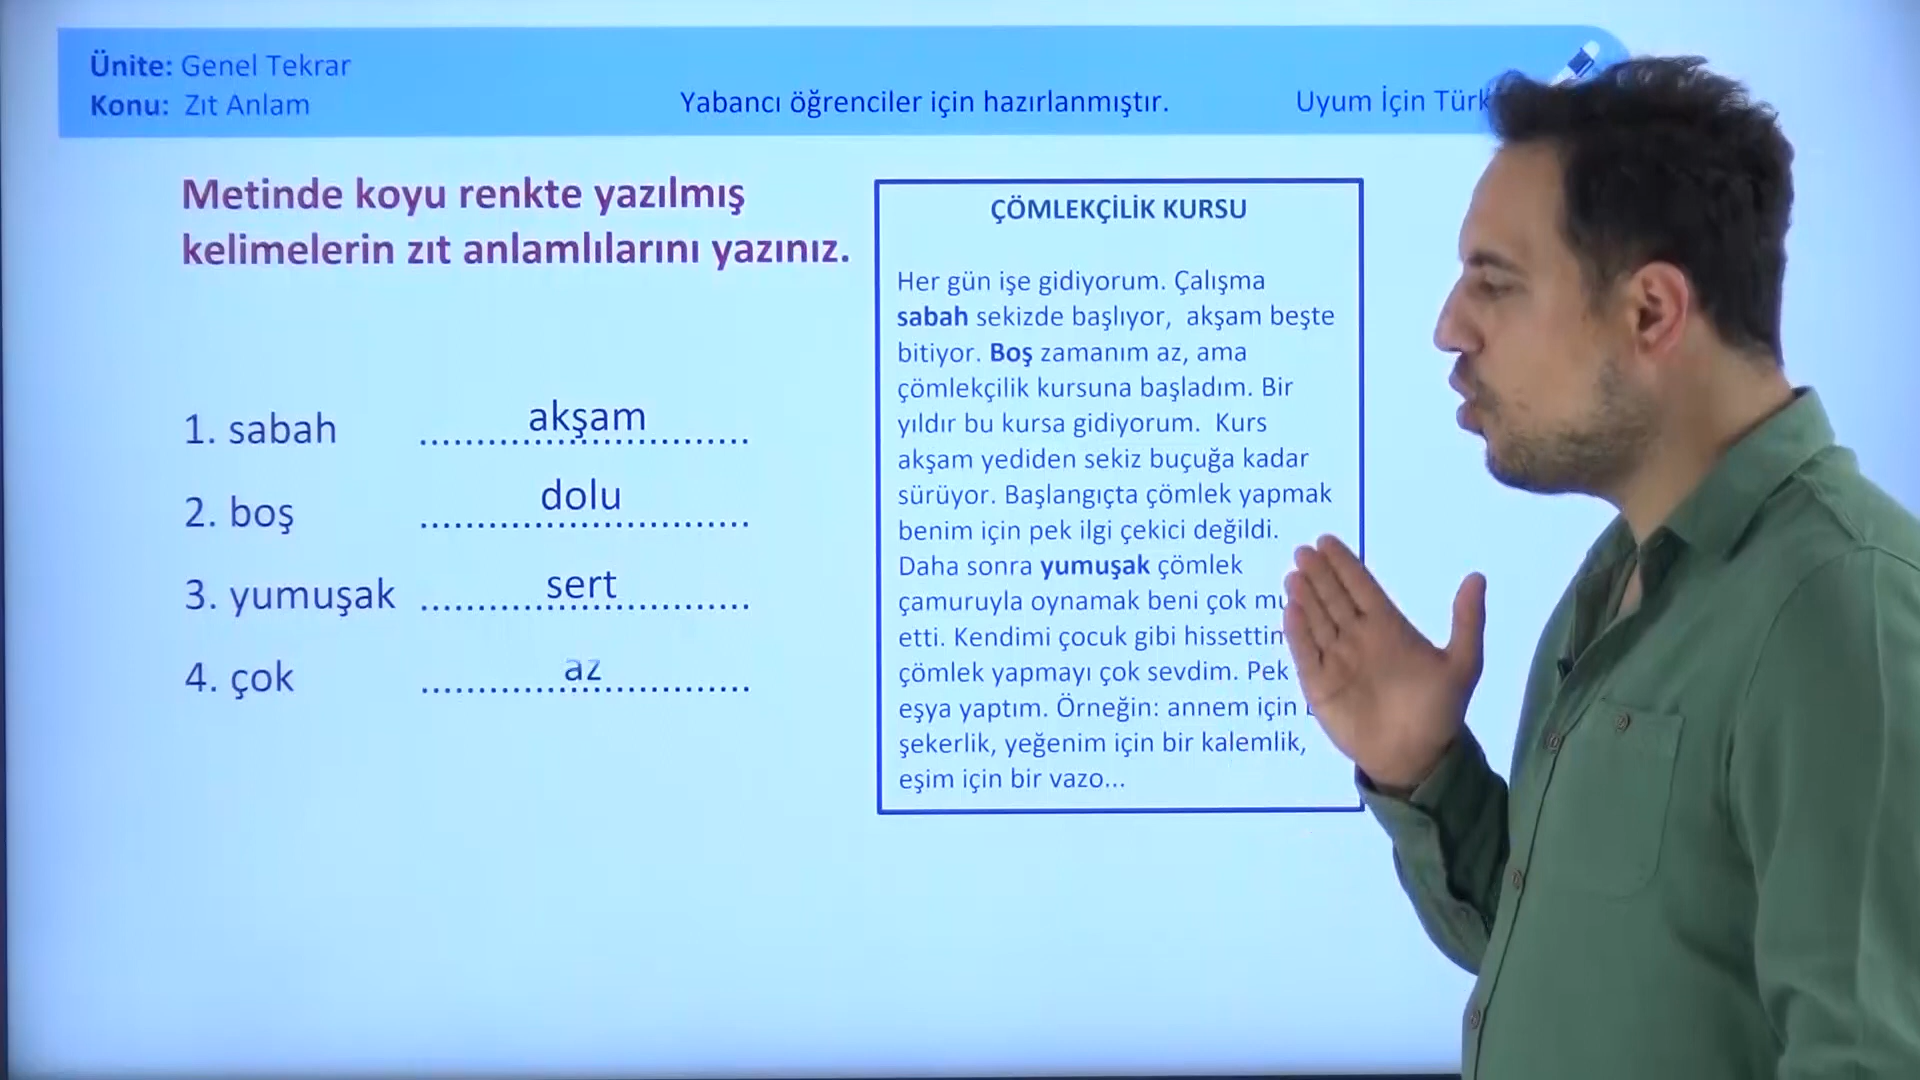 Ünite: Genel Tekrar
Konu: Zıt Anlam
Yabancı öğrenciler için hazırlanmıştır.
Uyum İçin
Metinde koyu renkte yazılmış
kelimelerin zıt anlamlılarını yazınız.
1. sabah akşam
2. boş dolu
3. yumuşak sert
4. çok az
ÇÖMLEKÇİLİK KURSU
Her gün işe gidiyorum. Çalışma
sabah sekizde başlıyor, akşam beşte
bitiyor. Boş zamanım az, ama
çömlekçilik kursuna başladım. Bir
yıldır bu kursa gidiyorum. Kurs
akşam yediden sekiz buçuğa kadar
sürüyor. Başlangıçta çömlek yapmak
benim için pek ilgi çekici değildi.
Daha sonra yumuşak çömlek
çamuruyla oynamak beni çok
etti. Kendimi çocuk gibi
çömlek yapmayı çok sevdim. Pek
eşya yaptım. Örneğin: annem için
şekerlik, yeğenim için bir kalemlik,
eşim için bir vazo...